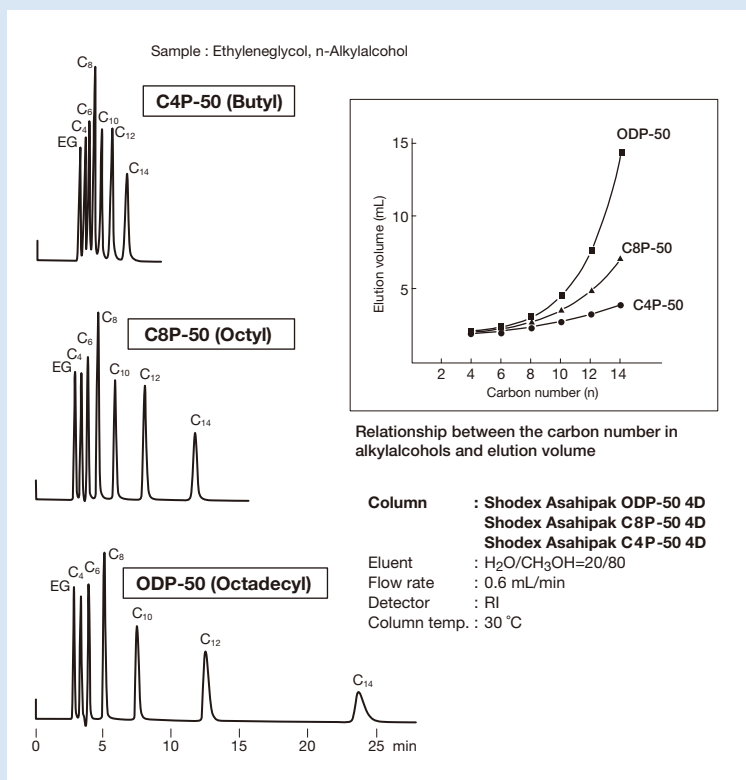 Sample : Ethyleneglycol, n-Alkylalcohol
C4P-50 (Butyl)
EG
C₄
C₆
C₈
C₁₀
C₁₂
C₁₄
C8P-50 (Octyl)
EG
C₄
C₆
C₈
C₁₀
C₁₂
C₁₄
ODP-50 (Octadecyl)
EG
C₄
C₆
C₈
C₁₀
C₁₂
C₁₄
0 5 10 15 20 25 min
Elution volume (mL)
15
10
5
ODP-50
C8P-50
C4P-50
2 4 6 8 10 12 14
Carbon number (n)
Relationship between the carbon number in
alkylalcohols and elution volume
Column : Shodex Asahipak ODP-50 4D
Shodex Asahipak C8P-50 4D
Shodex Asahipak C4P-50 4D
Eluent : H₂O/CH₃OH=20/80
Flow rate : 0.6 mL/min
Detector : RI
Column temp. : 30 °C